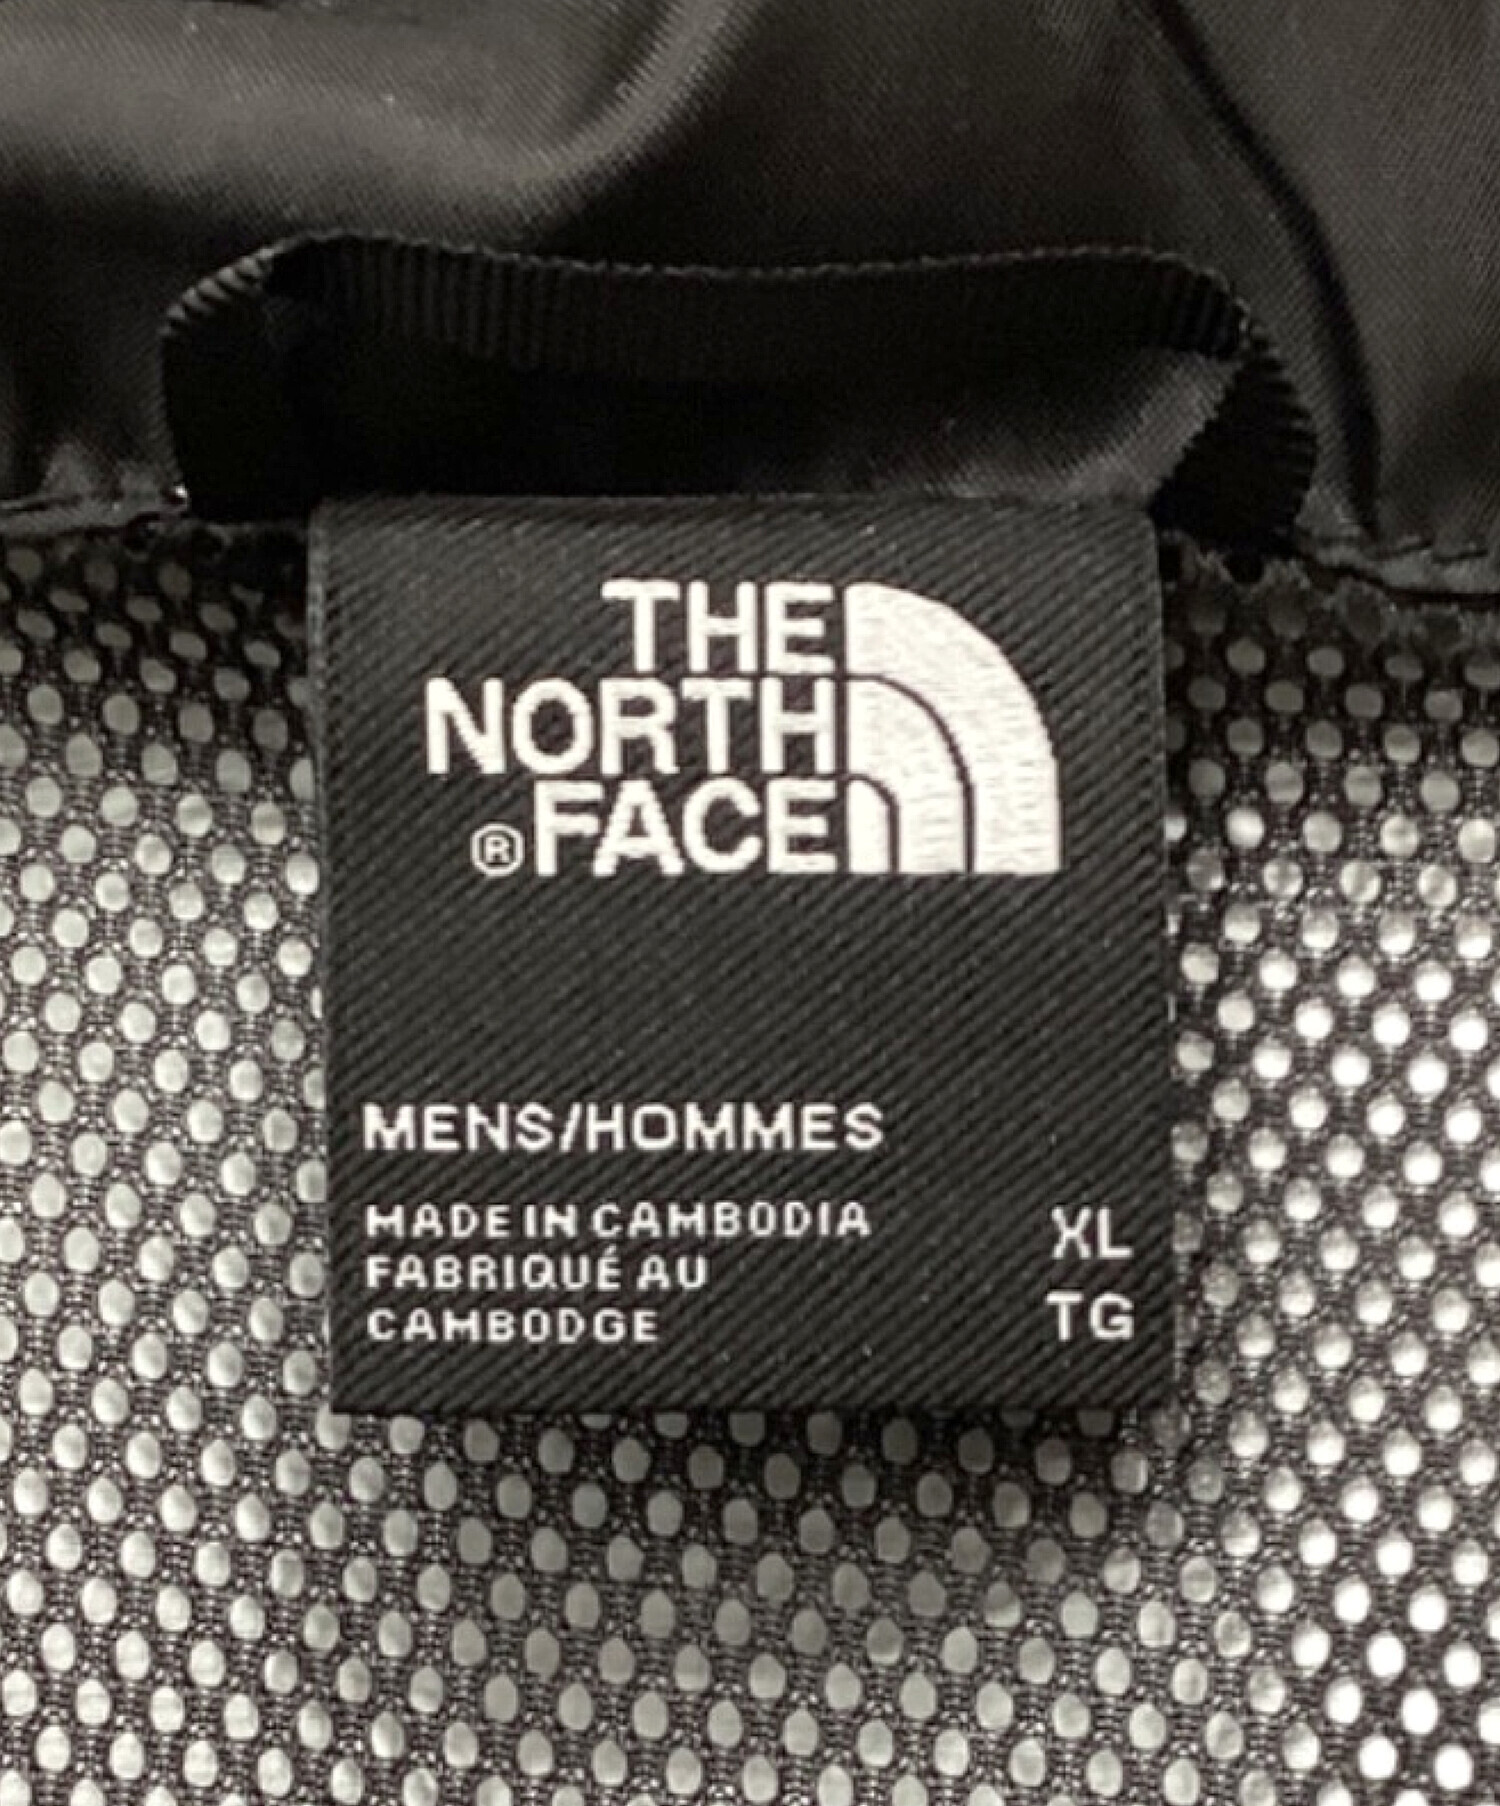 THE
NORTH
®FACE
MENS/HOMMES
MADE IN CAMBODIA
FABRIQUÉ AU
CAMBODGE
XL
TG